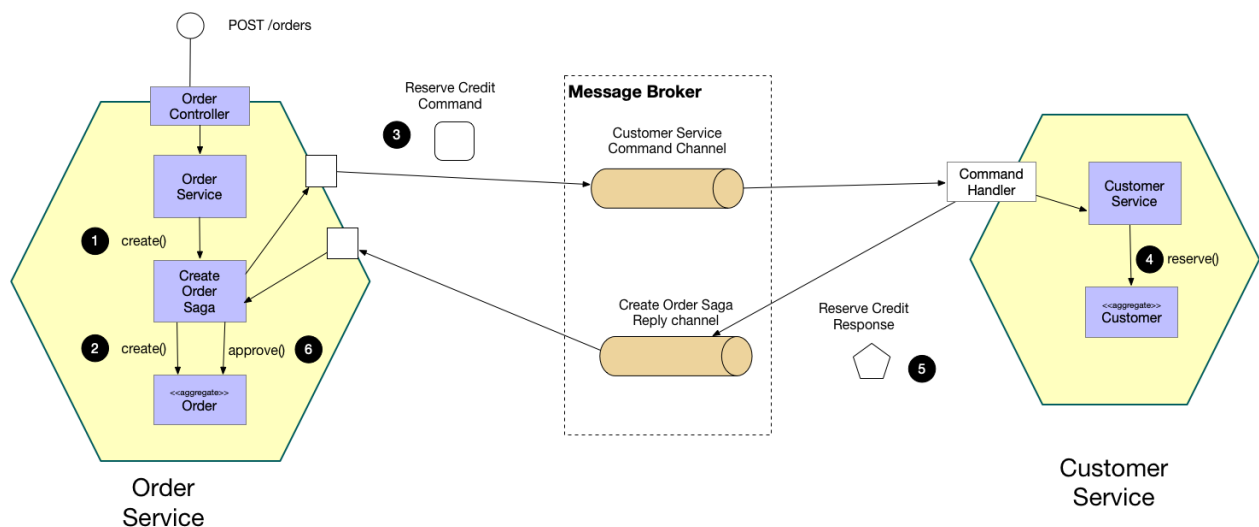 POST /orders
Order
Controller
Order
Service
1 create()
Create
Order
Saga
2 create()
approve() 6
<<aggregate>>
Order
Order
Service
Reserve Credit
Command
3
Message Broker
Customer Service
Command Channel
Create Order Saga
Reply channel
Reserve Credit
Response
5
Command
Handler
Customer
Service
4 reserve()
<<aggregate>>
Customer
Customer
Service